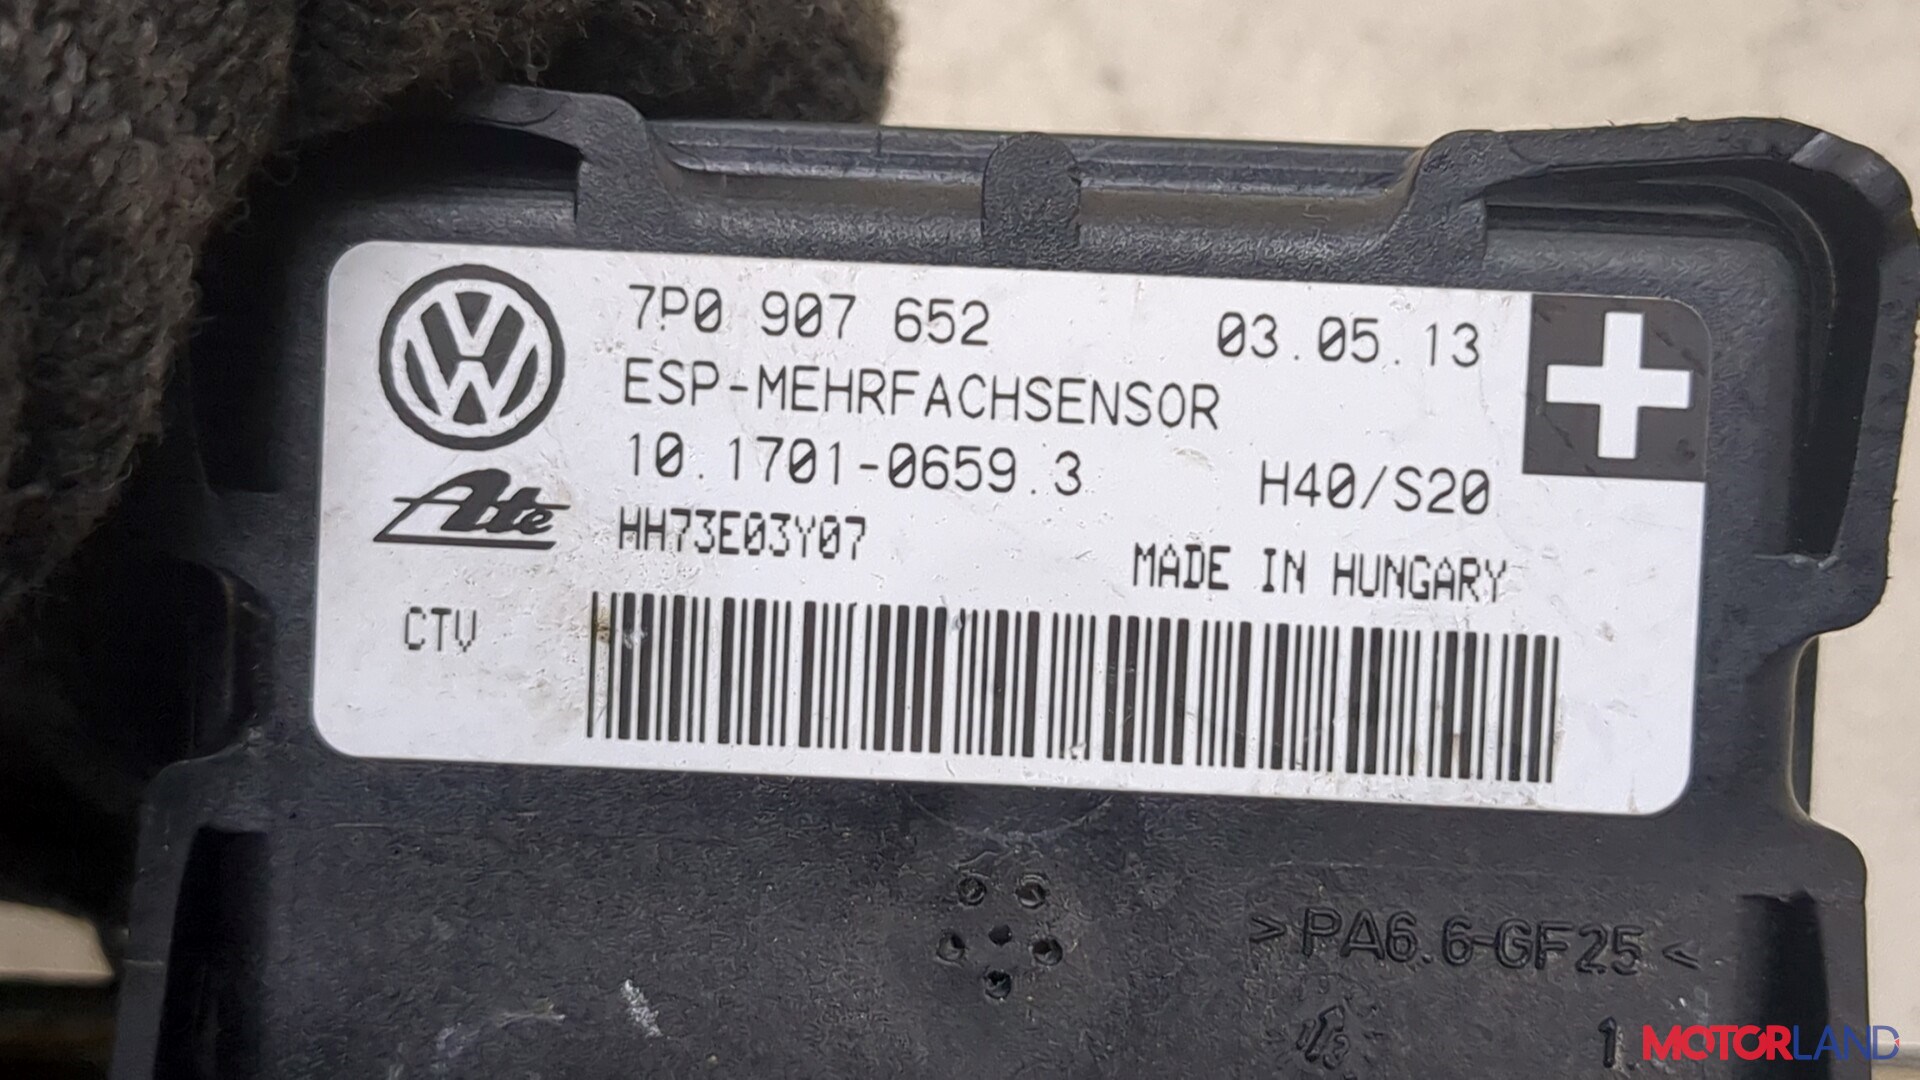 7P0 907 652 03.05.13
ESP-MEHRFACHSENSOR
10.1701-0659.3 H40/S20
Ate
HH73E03Y07 MADE IN HUNGARY
CTV
>PA6.6-GF25<
1
MOTORLAND